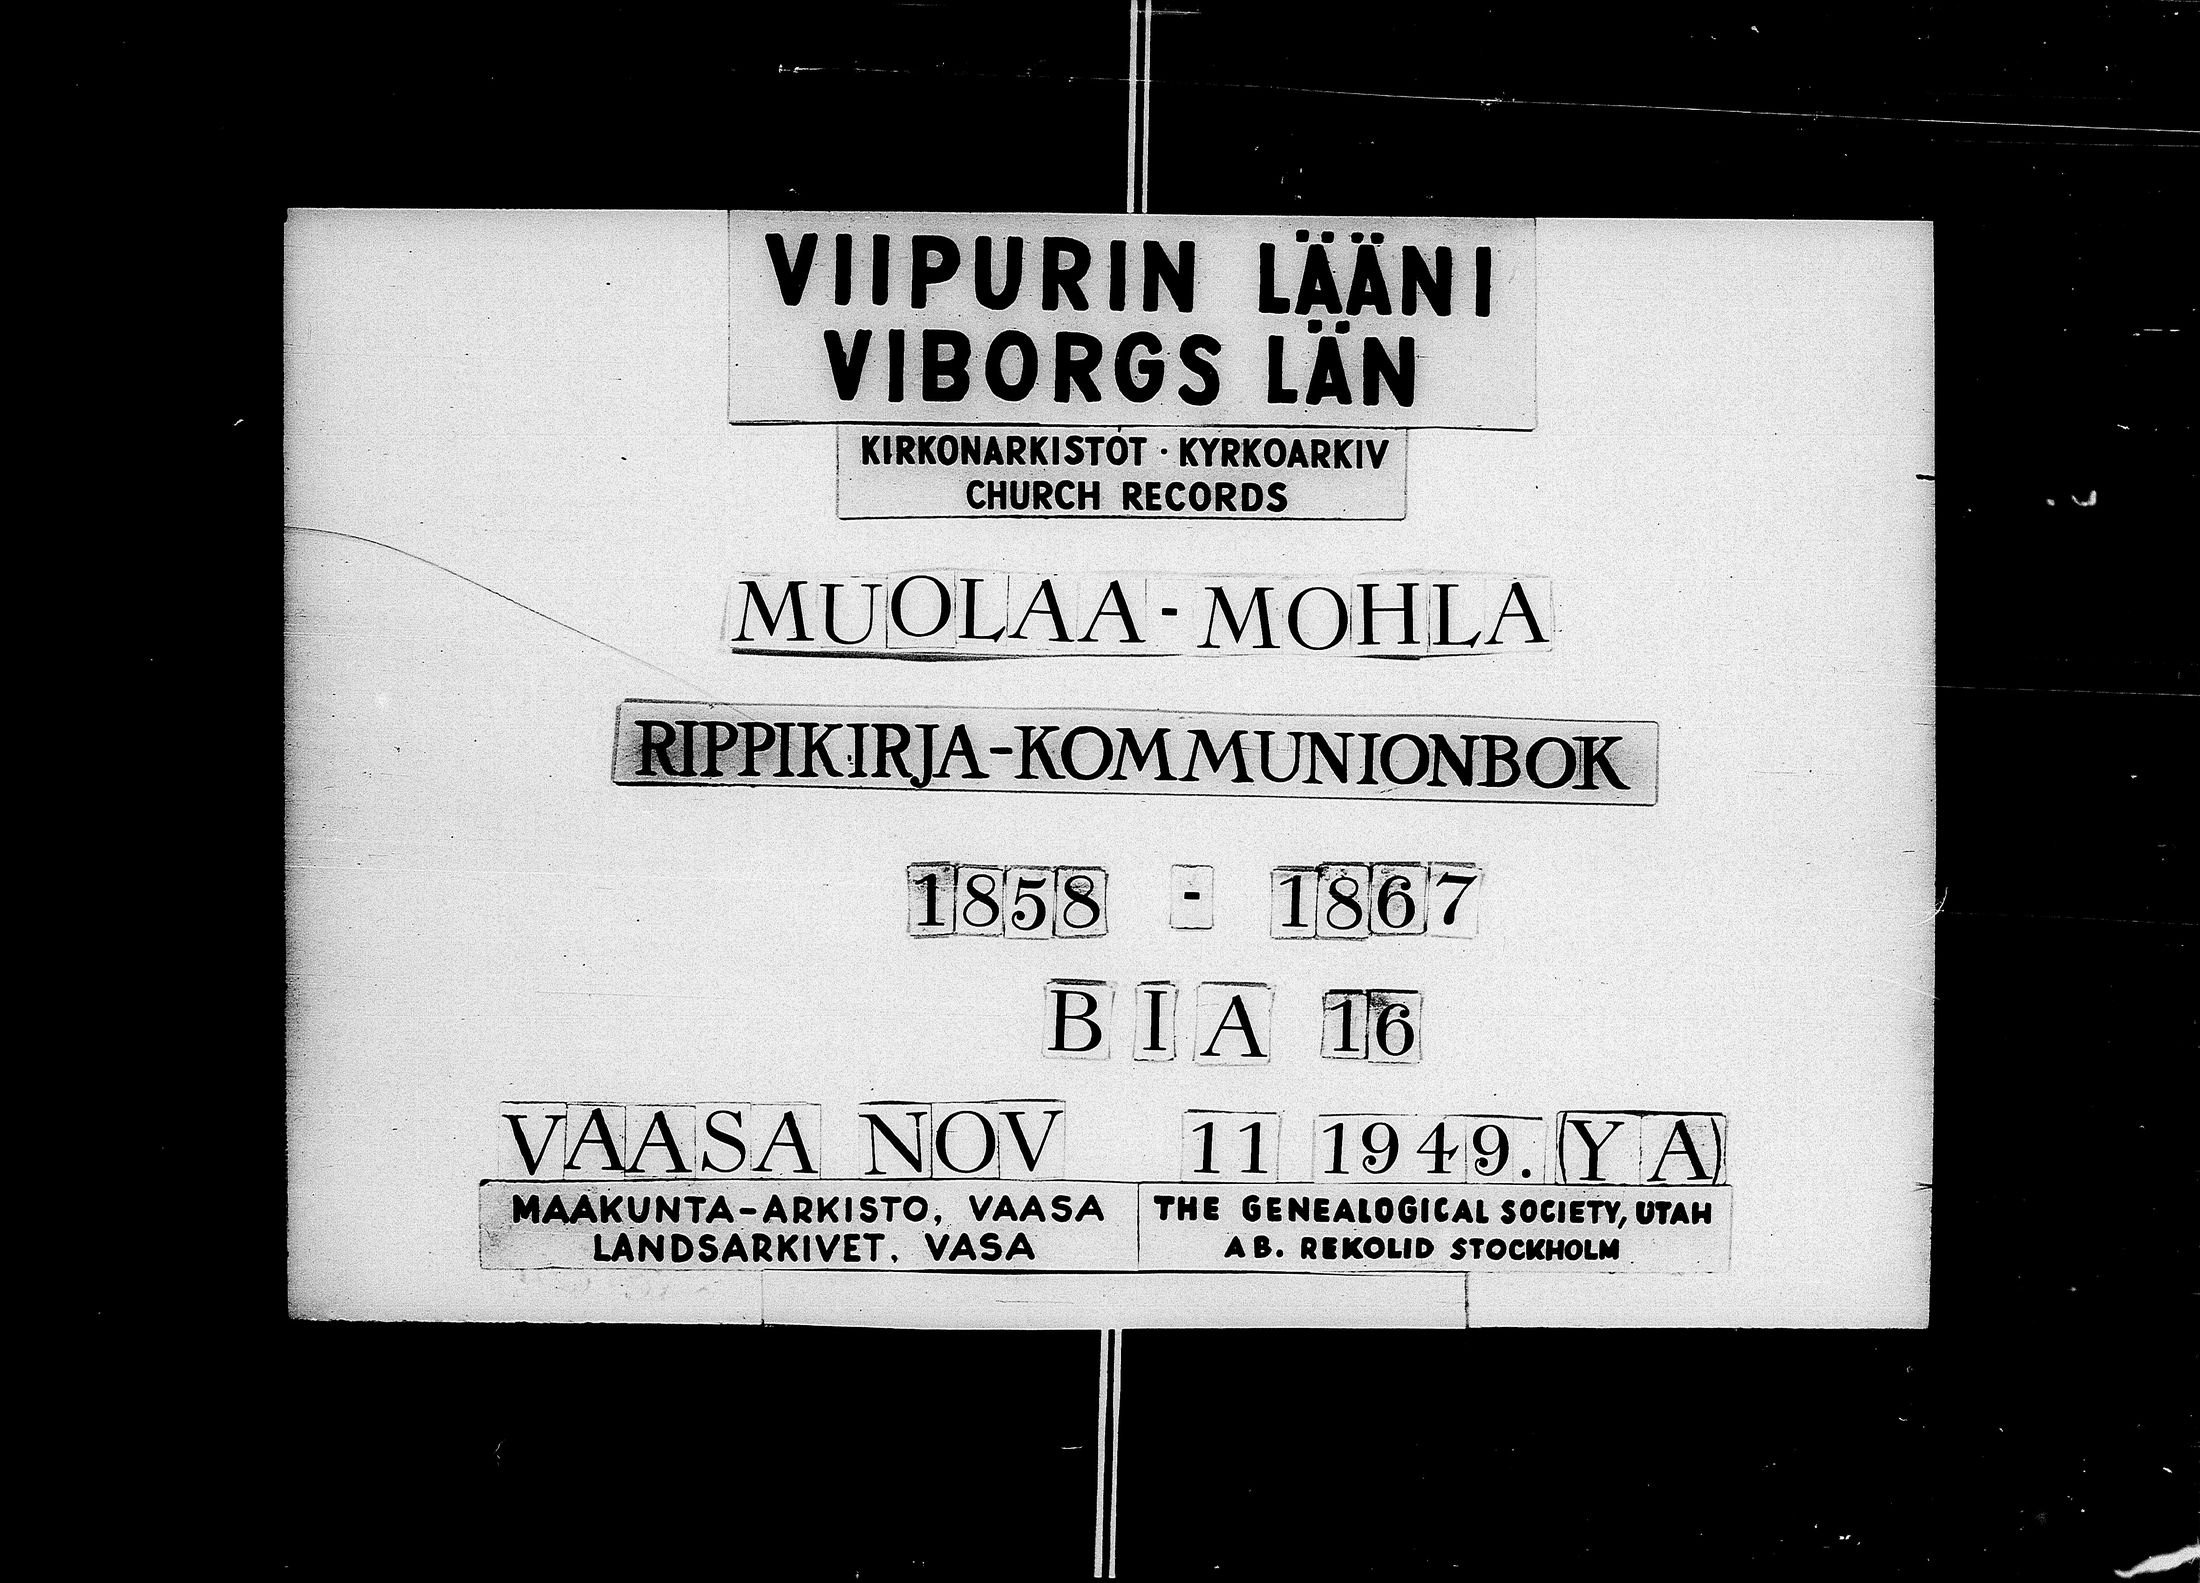 VIIPURIN LÄÄNI
VIBORGS LÄN
KIRKONARKISTOT · KYRKOARKIV
CHURCH RECORDS
MUOLAA-MOHLA
RIPPIKIRJA-KOMMUNIONBOK
1858 - 1867
B I A 16
VAASA NOV 11 1949. (Y A)
MAAKUNTA-ARKISTO, VAASA
LANDSARKIVET, VASA
THE GENEALOGICAL SOCIETY, UTAH
AB. REKOLID STOCKHOLM